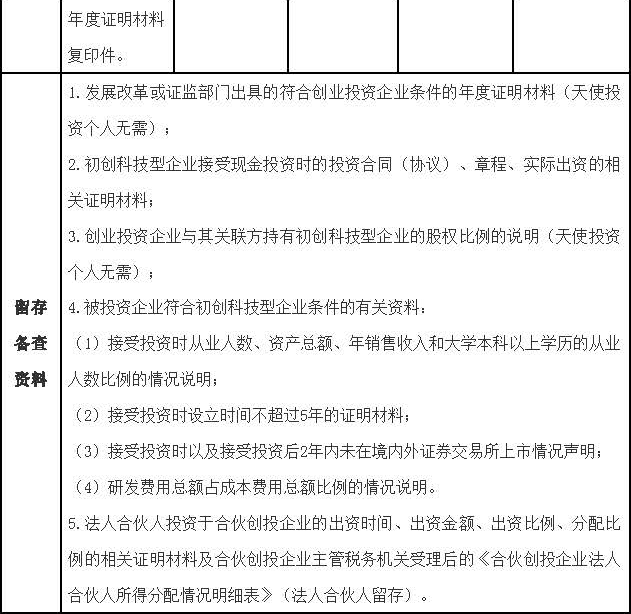 年度证明材料
复印件。
留存
备查
资料
1.发展改革或证监部门出具的符合创业投资企业条件的年度证明材料（天使投
资个人无需）；
2.初创科技型企业接受现金投资时的投资合同（协议）、章程、实际出资的相
关证明材料；
3.创业投资企业与其关联方持有初创科技型企业的股权比例的说明（天使投资
个人无需）；
4.被投资企业符合初创科技型企业条件的有关资料：
（1）接受投资时从业人数、资产总额、年销售收入和大学本科以上学历的从业
人数比例的情况说明；
（2）接受投资时设立时间不超过5年的证明材料；
（3）接受投资时以及接受投资后2年内未在境内外证券交易所上市情况声明；
（4）研发费用总额占成本费用总额比例的情况说明。
5.法人合伙人投资于合伙创投企业的出资时间、出资金额、出资比例、分配比
例的相关证明材料及合伙创投企业主管税务机关受理后的《合伙创投企业法人
合伙人所得分配情况明细表》（法人合伙人留存）。